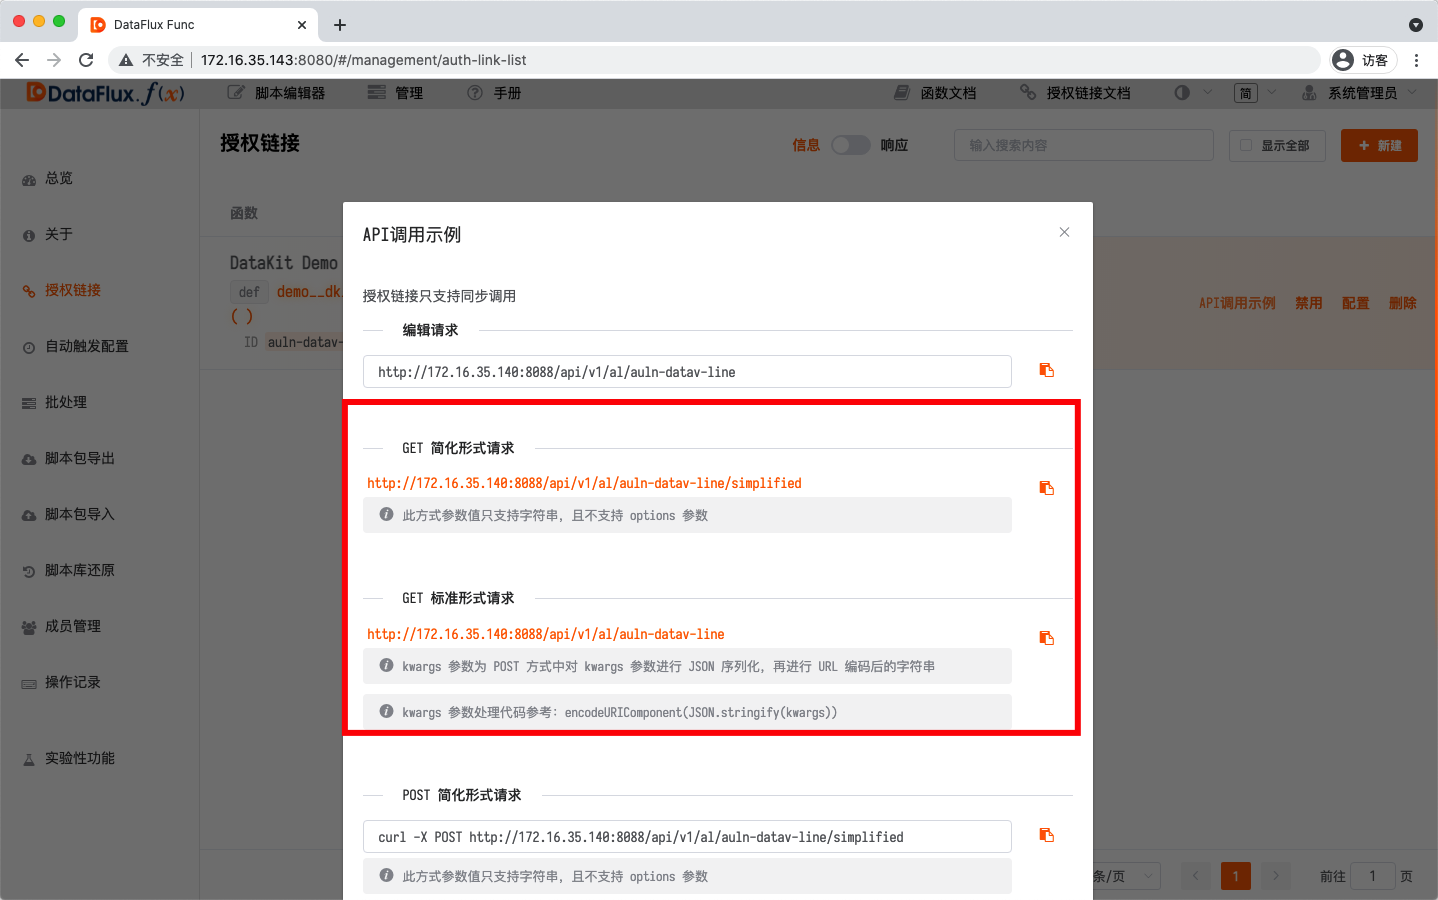 DataFlux Func
不安全
172.16.35.143:8080/#/management/auth-link-list
访客
DataFlux.f(x)
脚本编辑器
管理
手册
函数文档
授权链接文档
简
系统管理员
授权链接
信息
响应
输入搜索内容
显示全部
新建
总览
关于
授权链接
自动触发配置
批处理
脚本包导出
脚本包导入
脚本库还原
成员管理
操作记录
实验性功能
函数
DataKit Demo
def demo__dk
()
ID auln-datav-
API调用示例
禁用
配置
删除
API调用示例
授权链接只支持同步调用
编辑请求
http://172.16.35.140:8088/api/v1/al/auln-datav-line
GET 简化形式请求
http://172.16.35.140:8088/api/v1/al/auln-datav-line/simplified
此方式参数值只支持字符串，且不支持 options 参数
GET 标准形式请求
http://172.16.35.140:8088/api/v1/al/auln-datav-line
kwargs 参数为 POST 方式中对 kwargs 参数进行 JSON 序列化，再进行 URL 编码后的字符串
kwargs 参数处理代码参考：encodeURIComponent(JSON.stringify(kwargs))
POST 简化形式请求
curl -X POST http://172.16.35.140:8088/api/v1/al/auln-datav-line/simplified
此方式参数值只支持字符串，且不支持 options 参数
条/页
1
前往
1
页